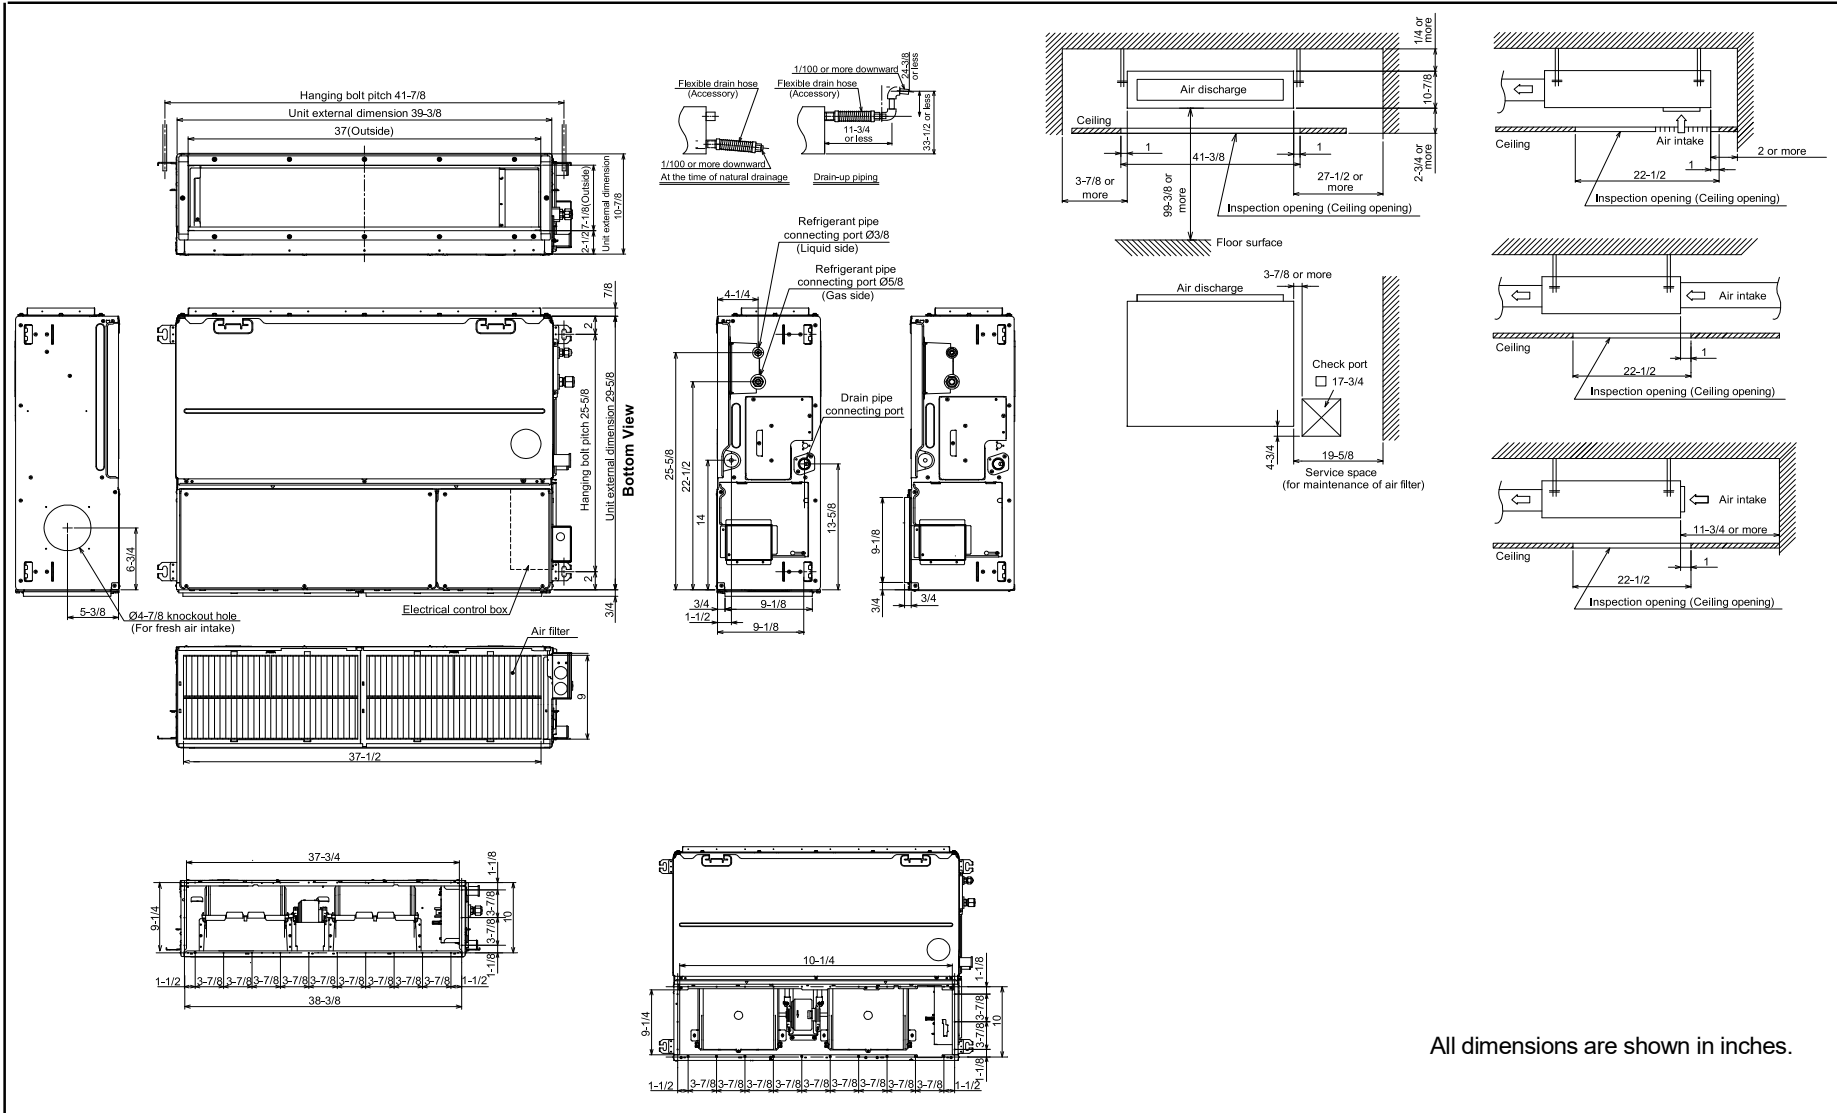 Hanging bolt pitch 41-7/8
Unit external dimension 39-3/8
37(Outside)
2-1/2
7-1/8(Outside)
Unit external dimension
10-7/8
Flexible drain hose
(Accessory)
1/100 or more downward
At the time of natural drainage
1/100 or more downward
Flexible drain hose
(Accessory)
11-3/4
or less
24-3/8
or less
33-1/2 or less
Drain-up piping
Air discharge
Ceiling
1
41-3/8
1
3-7/8 or
more
99-3/8 or
more
27-1/2 or
more
Inspection opening (Ceiling opening)
Floor surface
1/4 or
more
10-7/8
2-3/4 or
more
Ceiling
Air intake
1
2 or more
22-1/2
Inspection opening (Ceiling opening)
6-3/4
5-3/8
Ø4-7/8 knockout hole
(For fresh air intake)
7/8
2
Hanging bolt pitch 25-5/8
Unit external dimension 29-5/8
Bottom View
2
3/4
Electrical control box
Refrigerant pipe
connecting port Ø3/8
(Liquid side)
Refrigerant pipe
connecting port Ø5/8
(Gas side)
4-1/4
Drain pipe
connecting port
25-5/8
22-1/2
14
13-5/8
3/4
9-1/8
1-1/2
9-1/8
9-1/8
3/4
3/4
3-7/8 or more
Air discharge
Check port
□ 17-3/4
4-3/4
19-5/8
Service space
(for maintenance of air filter)
Air intake
Ceiling
1
22-1/2
Inspection opening (Ceiling opening)
Air intake
11-3/4 or more
Ceiling
1
22-1/2
Inspection opening (Ceiling opening)
Air filter
9
37-1/2
37-3/4
9-1/4
1-1/8
3-7/8
3-7/8
1-1/8
10
1-1/2 3-7/8 3-7/8 3-7/8 3-7/8 3-7/8 3-7/8 3-7/8 3-7/8 3-7/8 1-1/2
38-3/8
10-1/4
9-1/4
1-1/8
3-7/8
3-7/8
1-1/8
10
1-1/2 3-7/8 3-7/8 3-7/8 3-7/8 3-7/8 3-7/8 3-7/8 3-7/8 3-7/8 1-1/2
All dimensions are shown in inches.